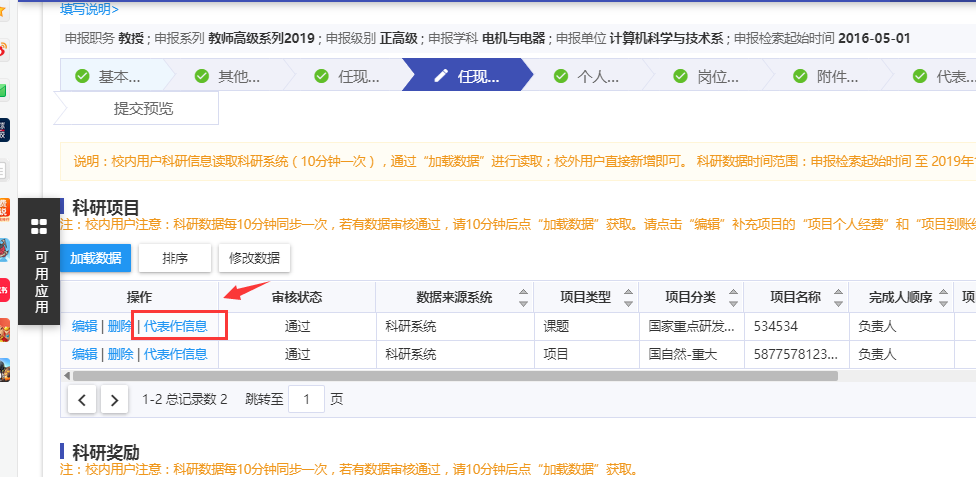 填写说明>
申报职务 教授 ; 申报系列 教师高级系列2019 ; 申报级别 正高级 ; 申报学科 电机与电器 ; 申报单位 计算机科学与技术系 ; 申报检索起始时间 2016-05-01
基本... 其他... 任现... 任现... 个人... 岗位... 附件... 代表...
提交预览
说明：校内用户科研信息读取科研系统（10分钟一次），通过“加载数据”进行读取；校外用户直接新增即可。 科研数据时间范围：申报检索起始时间 至 2019年
科研项目
注：校内用户注意：科研数据每10分钟同步一次，若有数据审核通过，请10分钟后点“加载数据”获取。请点击“编辑”补充项目的“项目个人经费”和“项目到账
可用应用
加载数据 排序 修改数据
操作 审核状态 数据来源系统 项目类型 项目分类 项目名称 完成人顺序 项
编辑 | 删除 | 代表作信息 通过 科研系统 课题 国家重点研发... 534534 负责人
编辑 | 删除 | 代表作信息 通过 科研系统 项目 国自然-重大 5877578123... 负责人
1-2 总记录数 2 跳转至 1 页
科研奖励
注：校内用户注意：科研数据每10分钟同步一次，若有数据审核通过，请10分钟后点“加载数据”获取。